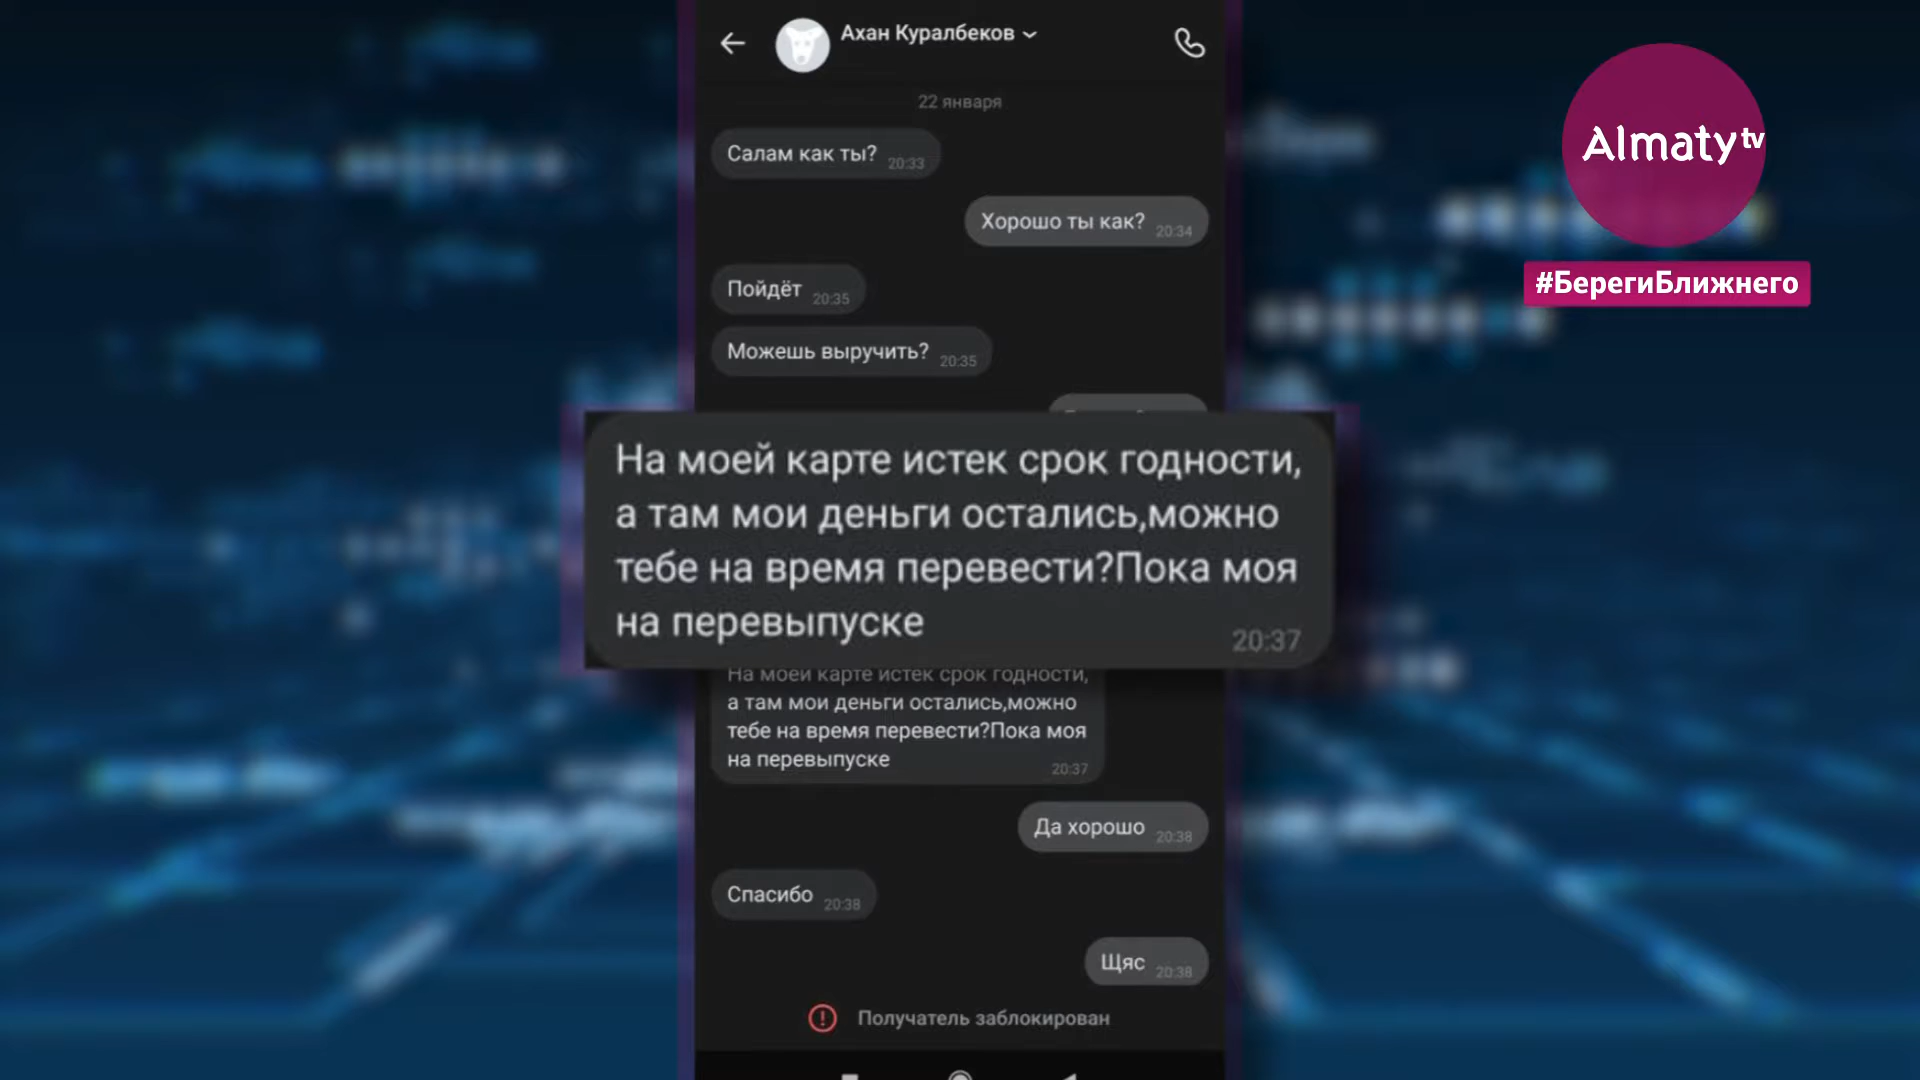 Ахан Куралбеков
22 января
Салам как ты? 20:33
Хорошо ты как? 20:34
Пойдёт 20:35
Можешь выручить? 20:35
На моей карте истек срок годности,
а там мои деньги остались,можно
тебе на время перевести?Пока моя
на перевыпуске 20:37
На моей карте истек срок годности,
а там мои деньги остались,можно
тебе на время перевести?Пока моя
на перевыпуске 20:37
Да хорошо 20:38
Спасибо 20:38
Щяс 20:38
Получатель заблокирован
Almaty tv
#БерегиБлижнего